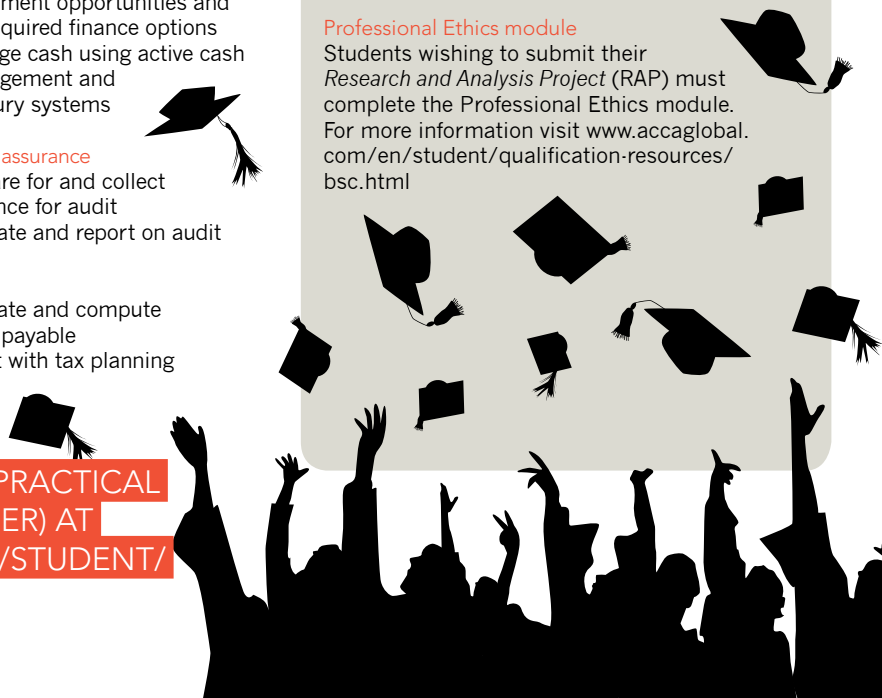 ment opportunities and
quired finance options
ge cash using active cash
gement and
ury systems
assurance
are for and collect
nce for audit
ate and report on audit
ate and compute
payable
t with tax planning
PRACTICAL
ER) AT
/STUDENT/
Professional Ethics module
Students wishing to submit their
Research and Analysis Project (RAP) must
complete the Professional Ethics module.
For more information visit www.accaglobal.
com/en/student/qualification-resources/
bsc.html